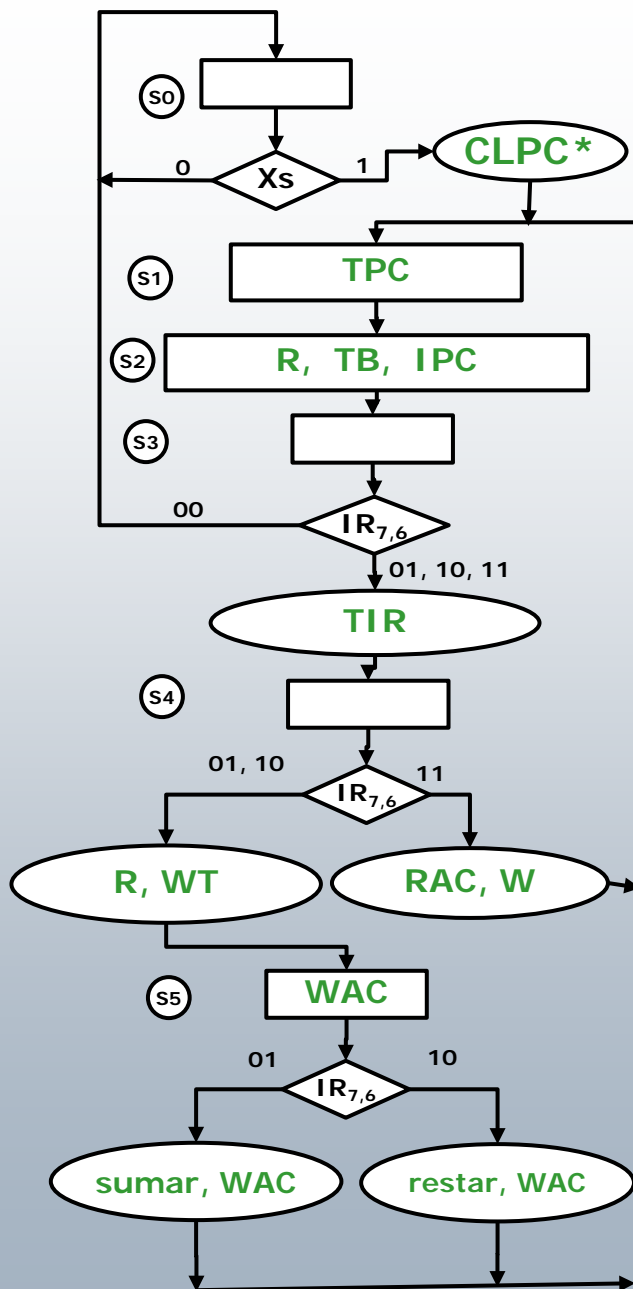 S0
0
Xs
1
CLPC*
S1
TPC
S2
R, TB, IPC
S3
00
IR7,6
01, 10, 11
TIR
S4
01, 10
IR7,6
11
R, WT
RAC, W
S5
WAC
01
IR7,6
10
sumar, WAC
restar, WAC